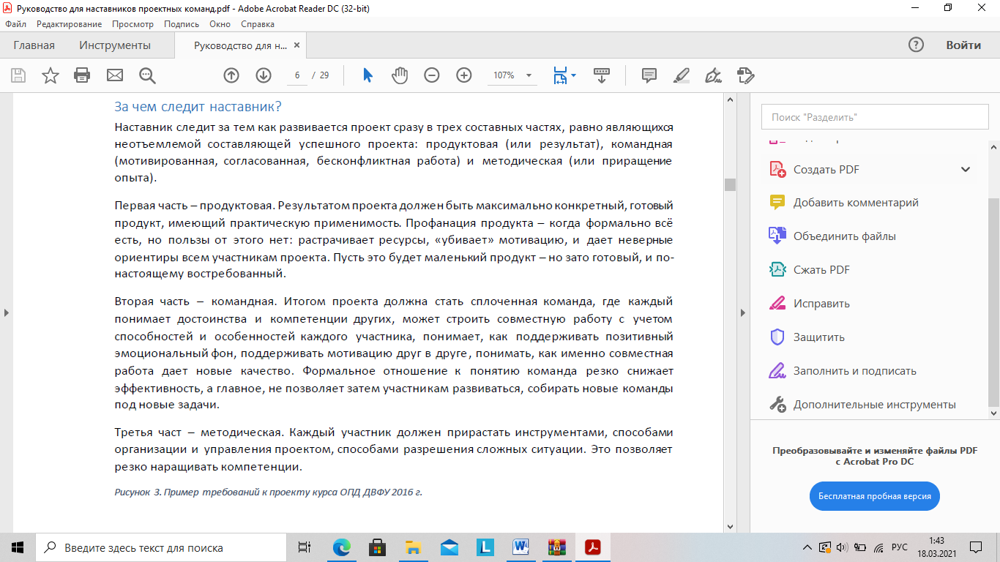 Руководство для наставников проектных команд.pdf - Adobe Acrobat Reader DC (32-bit)
Файл Редактирование Просмотр Подпись Окно Справка
Главная Инструменты Руководство для н... × Войти
6 / 29 107%
За чем следит наставник?
Наставник следит за тем как развивается проект сразу в трех составных частях, равно являющихся
неотъемлемой составляющей успешного проекта: продуктовая (или результат), командная
(мотивированная, согласованная, бесконфликтная работа) и методическая (или приращение
опыта).
Первая часть – продуктовая. Результатом проекта должен быть максимально конкретный, готовый
продукт, имеющий практическую применимость. Профанация продукта – когда формально всё
есть, но пользы от этого нет: растрачивает ресурсы, «убивает» мотивацию, и дает неверные
ориентиры всем участникам проекта. Пусть это будет маленький продукт – но зато готовый, и по-
настоящему востребованный.
Вторая часть – командная. Итогом проекта должна стать сплоченная команда, где каждый
понимает достоинства и компетенции других, может строить совместную работу с учетом
способностей и особенностей каждого участника, понимает, как поддерживать позитивный
эмоциональный фон, поддерживать мотивацию друг в друге, понимать, как именно совместная
работа дает новые качество. Формальное отношение к понятию команда резко снижает
эффективность, а главное, не позволяет затем участникам развиваться, собирать новые команды
под новые задачи.
Третья част – методическая. Каждый участник должен прирастать инструментами, способами
организации и управления проектом, способами разрешения сложных ситуации. Это позволяет
резко наращивать компетенции.
Рисунок 3. Пример требований к проекту курса ОПД ДВФУ 2016 г.
Поиск "Разделить"
Создать PDF
Добавить комментарий
Объединить файлы
Сжать PDF
Исправить
Защитить
Заполнить и подписать
Дополнительные инструменты
Преобразовывайте и изменяйте файлы PDF
с Acrobat Pro DC
Бесплатная пробная версия
Введите здесь текст для поиска
РУС
1:43
18.03.2021